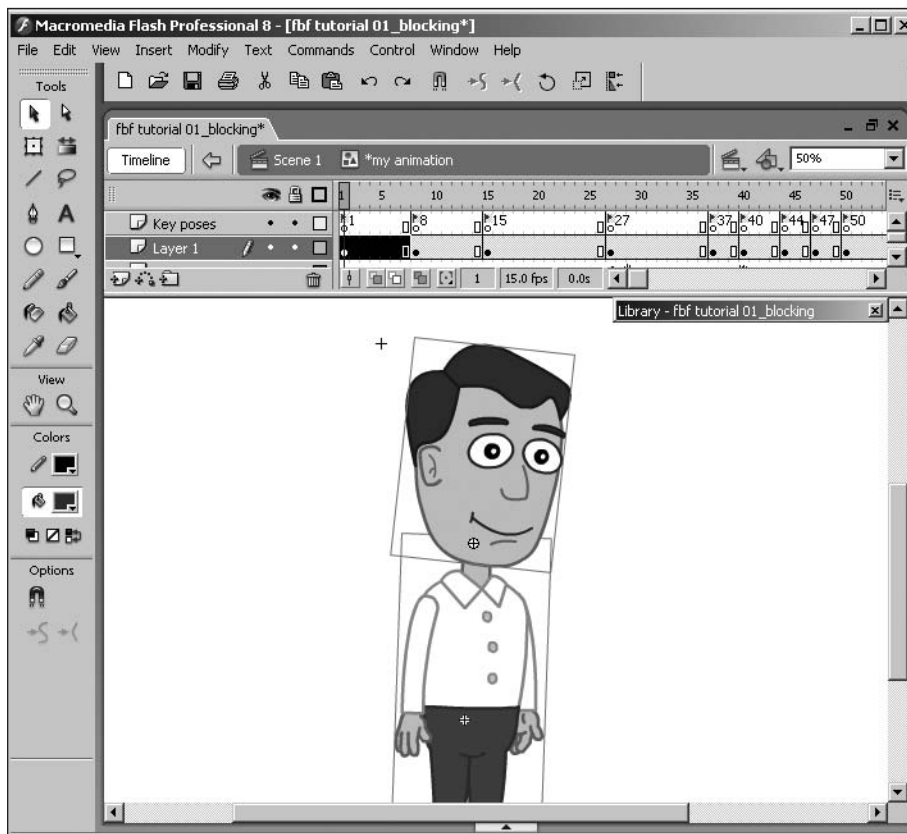 Macromedia Flash Professional 8 - [fbf tutorial 01_blocking*]
File Edit View Insert Modify Text Commands Control Window Help
Tools
fbf tutorial 01_blocking*
Timeline Scene 1 *my animation 50%
1 5 10 15 20 25 30 35 40 45 50
Key poses 1 8 15 27 37 40 44 47 50
Layer 1
1 15.0 fps 0.0s
Library - fbf tutorial 01_blocking
View
Colors
Options